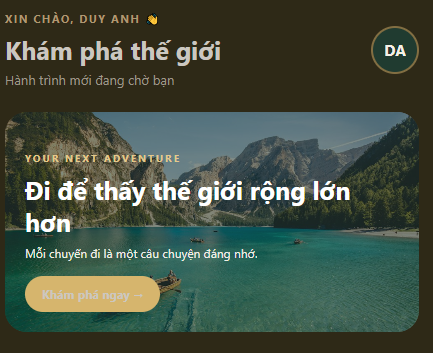 XIN CHÀO, DUY ANH 👋
Khám phá thế giới
DA
Hành trình mới đang chờ bạn
YOUR NEXT ADVENTURE
Đi để thấy thế giới rộng lớn
hơn
Mỗi chuyến đi là một câu chuyện đáng nhớ.
Khám phá ngay →